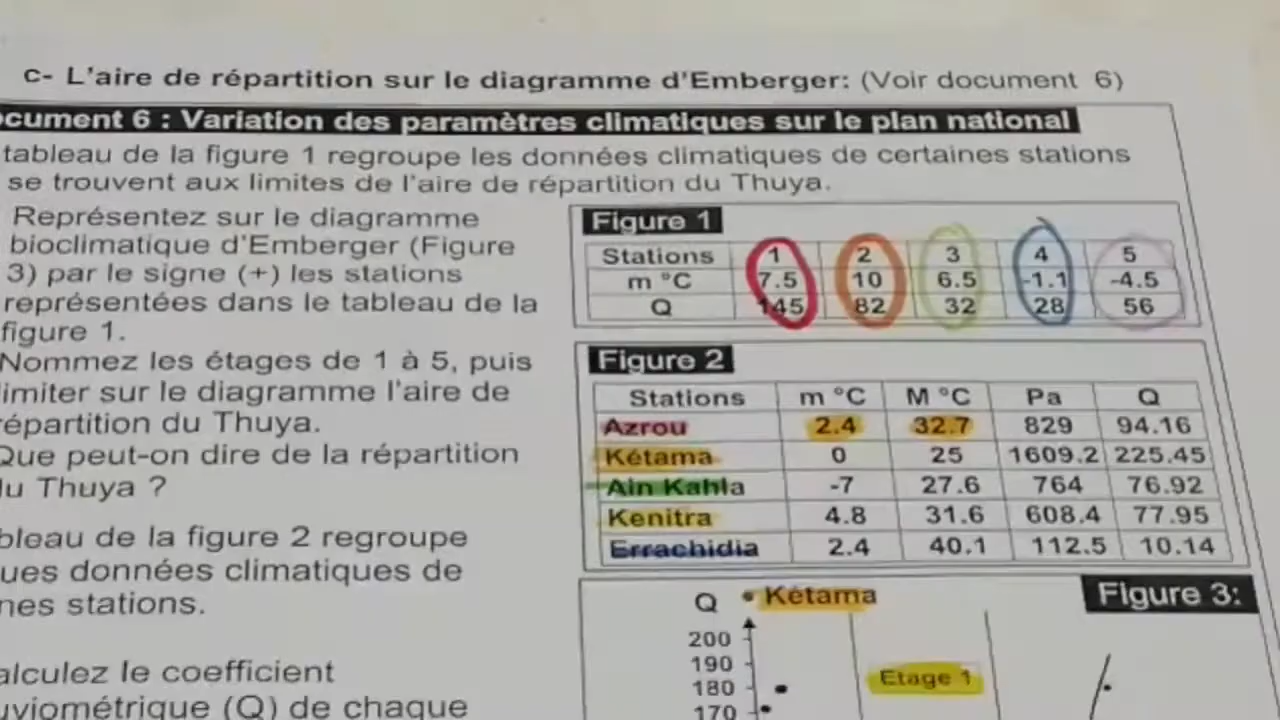 c- L'aire de répartition sur le diagramme d'Emberger: (Voir document 6)
cument 6 : Variation des paramètres climatiques sur le plan national
tableau de la figure 1 regroupe les données climatiques de certaines stations
se trouvent aux limites de l'aire de répartition du Thuya.
Représentez sur le diagramme
bioclimatique d'Emberger (Figure
3) par le signe (+) les stations
représentées dans le tableau de la
figure 1.
Nommez les étages de 1 à 5, puis
limiter sur le diagramme l'aire de
répartition du Thuya.
Que peut-on dire de la répartition
du Thuya ?
bleau de la figure 2 regroupe
ues données climatiques de
nes stations.
alculez le coefficient
uviométrique (Q) de chaque
Figure 1
Stations 1 2 3 4 5
m °C 7.5 10 6.5 -1.1 -4.5
Q 145 82 32 28 56
Figure 2
Stations m °C M °C Pa Q
Azrou 2.4 32.7 829 94.16
Kétama 0 25 1609.2 225.45
Ain Kahla -7 27.6 764 76.92
Kenitra 4.8 31.6 608.4 77.95
Errachidia 2.4 40.1 112.5 10.14
Figure 3:
Q Kétama
200
190
180
170
Etage 1